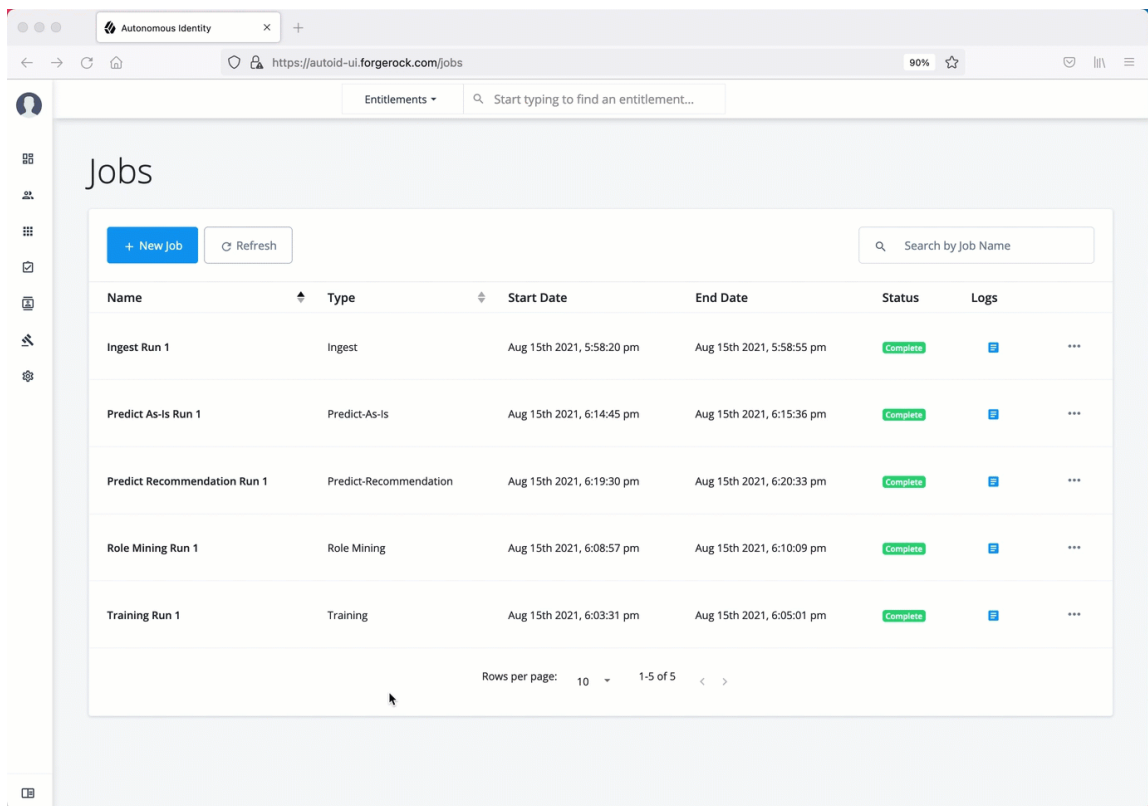 Autonomous Identity
https://autoid-ui.forgerock.com/jobs
90%
Entitlements
Start typing to find an entitlement...
Jobs
+ New Job
Refresh
Search by Job Name
Name Type Start Date End Date Status Logs
Ingest Run 1 Ingest Aug 15th 2021, 5:58:20 pm Aug 15th 2021, 5:58:55 pm Complete
Predict As-Is Run 1 Predict-As-Is Aug 15th 2021, 6:14:45 pm Aug 15th 2021, 6:15:36 pm Complete
Predict Recommendation Run 1 Predict-Recommendation Aug 15th 2021, 6:19:30 pm Aug 15th 2021, 6:20:33 pm Complete
Role Mining Run 1 Role Mining Aug 15th 2021, 6:08:57 pm Aug 15th 2021, 6:10:09 pm Complete
Training Run 1 Training Aug 15th 2021, 6:03:31 pm Aug 15th 2021, 6:05:01 pm Complete
Rows per page: 10 1-5 of 5